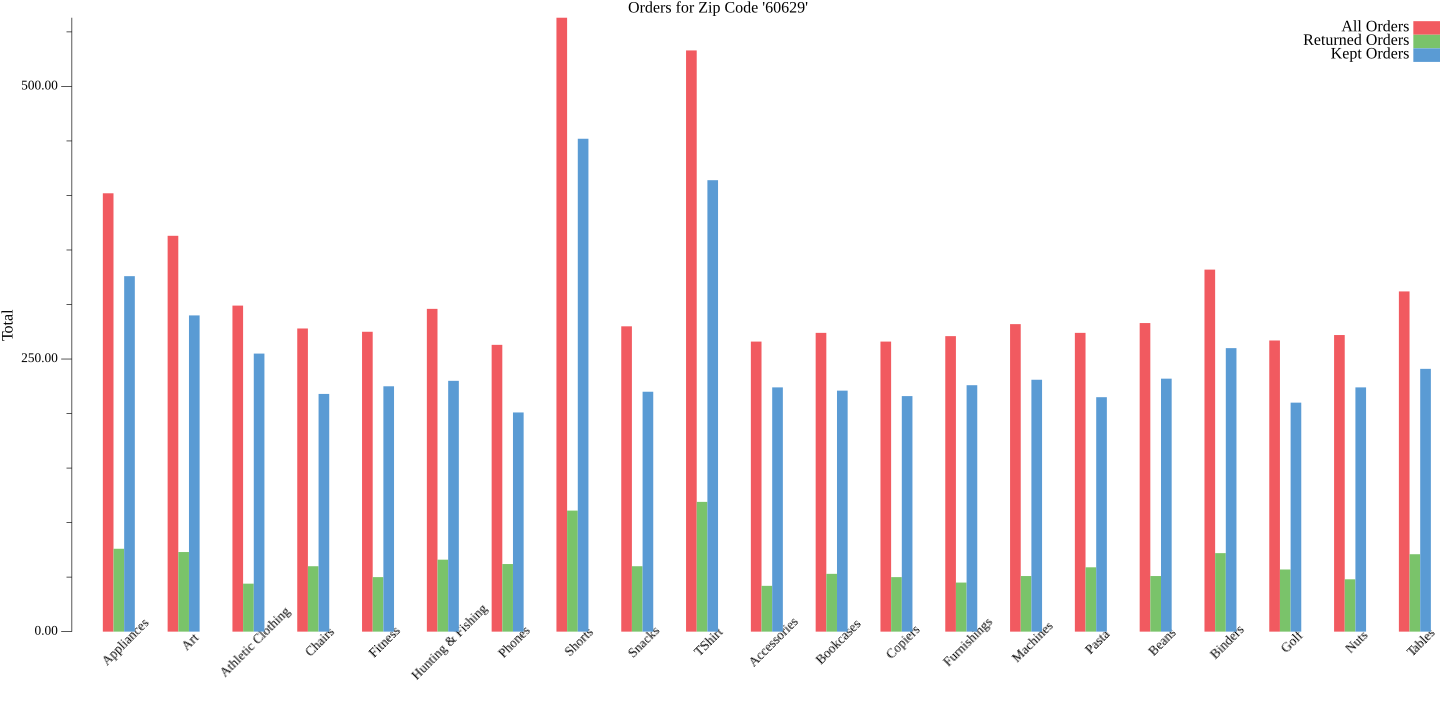 Orders for Zip Code '60629'
All Orders
Returned Orders
Kept Orders
Total
500.00
250.00
0.00
Appliances
Art
Athletic Clothing
Chairs
Fitness
Hunting & Fishing
Phones
Shorts
Snacks
TShirt
Accessories
Bookcases
Copiers
Furnishings
Machines
Pasta
Beans
Binders
Golf
Nuts
Tables